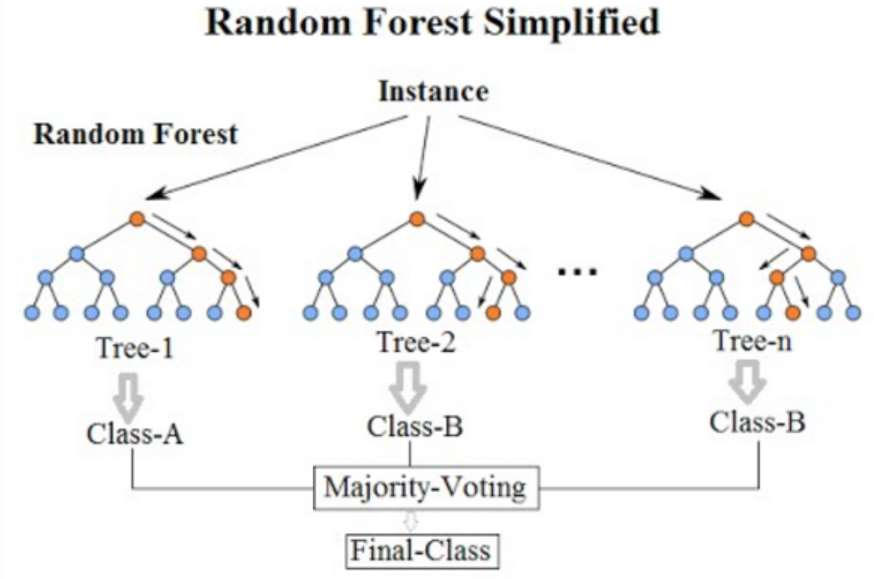 Random Forest Simplified
Instance
Random Forest
...
Tree-1
Tree-2
Tree-n
Class-A
Class-B
Class-B
Majority-Voting
Final-Class